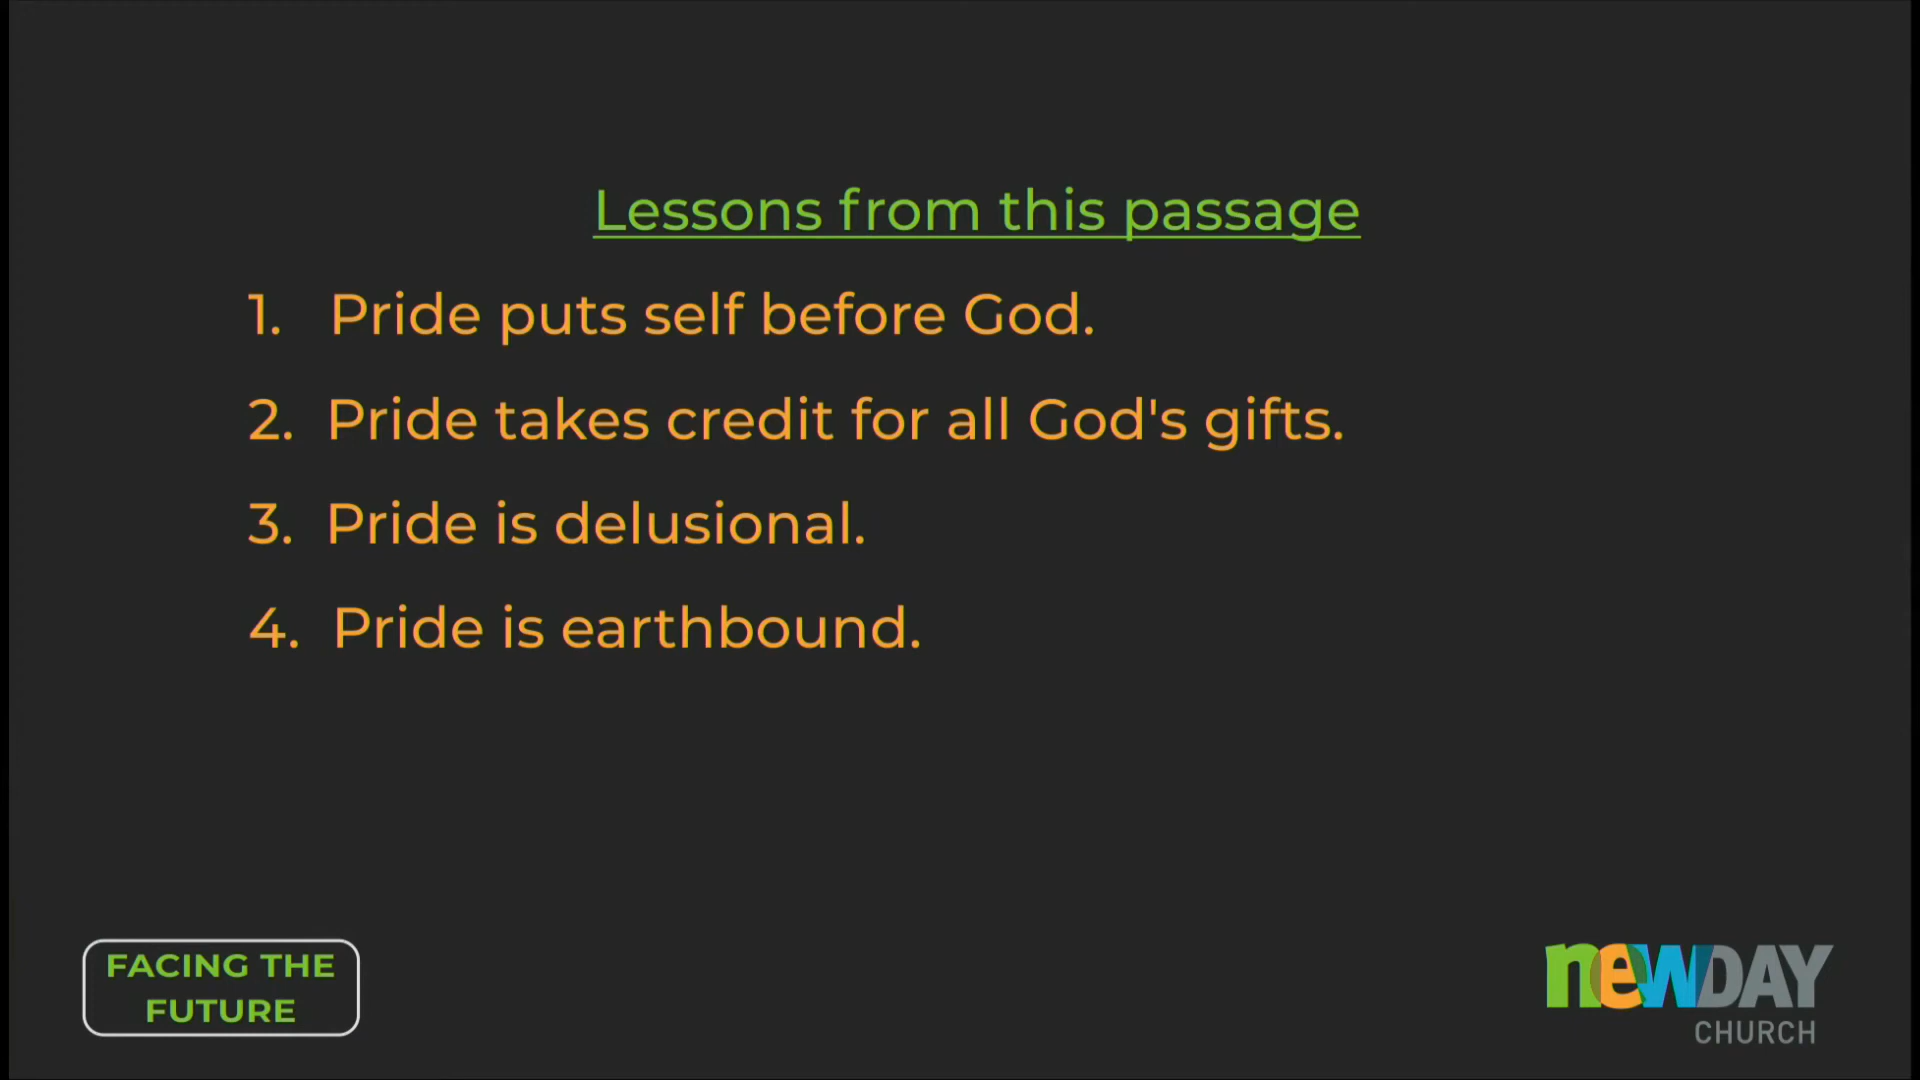 Lessons from this passage
1. Pride puts self before God.
2. Pride takes credit for all God's gifts.
3. Pride is delusional.
4. Pride is earthbound.
FACING THE
FUTURE
newDAY
CHURCH